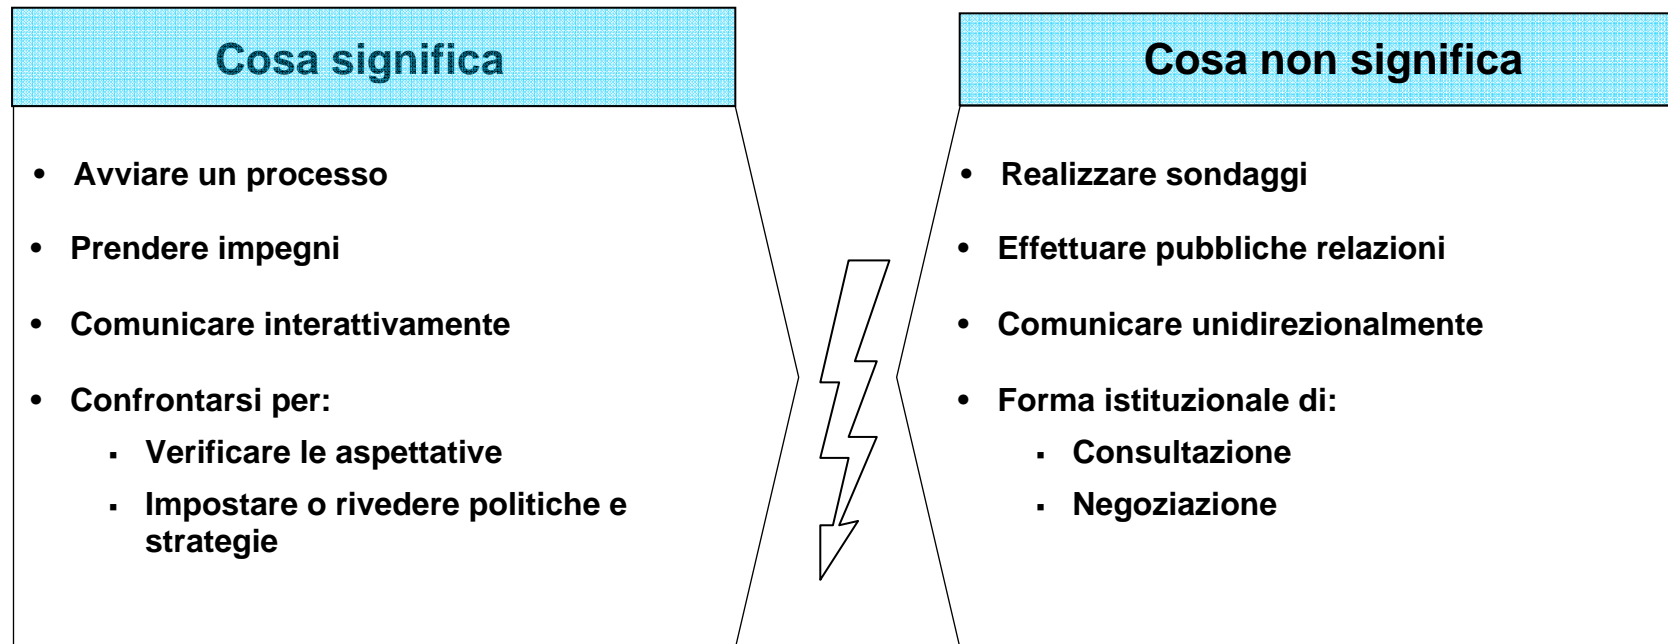 Cosa significa
• Avviare un processo
• Prendere impegni
• Comunicare interattivamente
• Confrontarsi per:
▪ Verificare le aspettative
▪ Impostare o rivedere politiche e
strategie
Cosa non significa
• Realizzare sondaggi
• Effettuare pubbliche relazioni
• Comunicare unidirezionalmente
• Forma istituzionale di:
▪ Consultazione
▪ Negoziazione